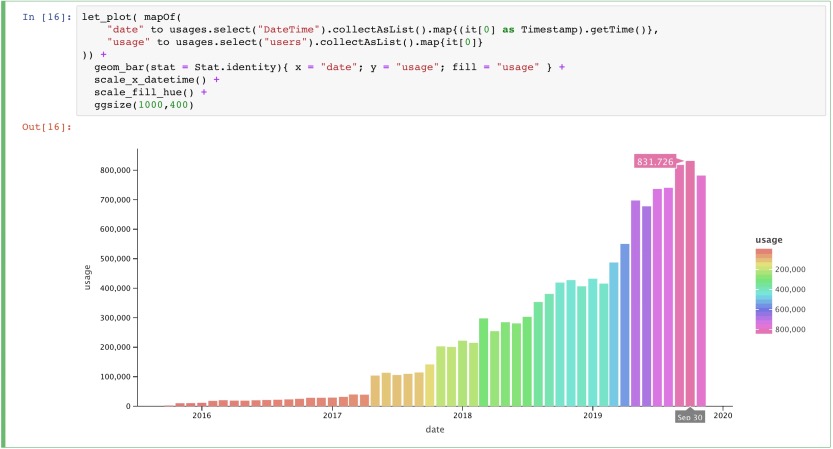 In [16]: let_plot( mapOf(
"date" to usages.select("DateTime").collectAsList().map{(it[0] as Timestamp).getTime()},
"usage" to usages.select("users").collectAsList().map{it[0]}
)) +
geom_bar(stat = Stat.identity){ x = "date"; y = "usage"; fill = "usage" } +
scale_x_datetime() +
scale_fill_hue() +
ggsize(1000,400)
Out[16]:
831.726
800,000
700,000
600,000
500,000
400,000
300,000
200,000
100,000
0
usage
usage
200,000
400,000
600,000
800,000
2016 2017 2018 2019 2020
Sep 30
date